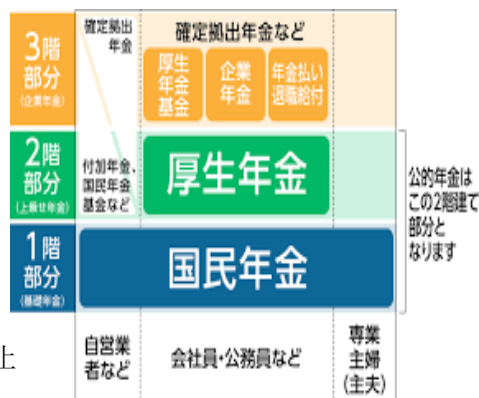 3階
部分
(企業年金)
確定拠出
年金
確定拠出年金など
厚生
年金
基金
企業
年金
年金払い
退職給付
2階
部分
(上乗せ年金)
付加年金、
国民年金
基金など
厚生年金
公的年金は
この2階建て
部分と
なります
1階
部分
(基礎年金)
国民年金
上
自営業
者など
会社員・公務員など
専業
主婦
(主夫)